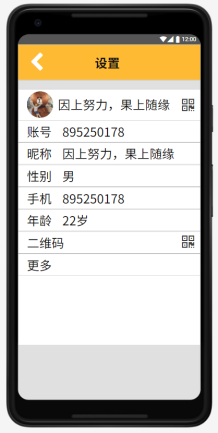 12:00
设置
因上努力，果上随缘
账号 895250178
昵称 因上努力，果上随缘
性别 男
手机 895250178
年龄 22岁
二维码
更多